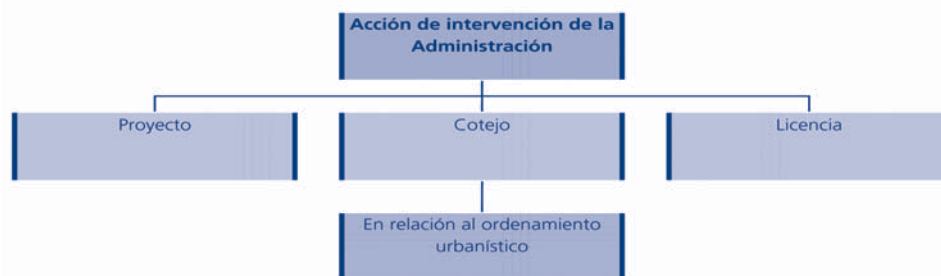 Acción de intervención de la
Administración
Proyecto
Cotejo
Licencia
En relación al ordenamiento
urbanístico